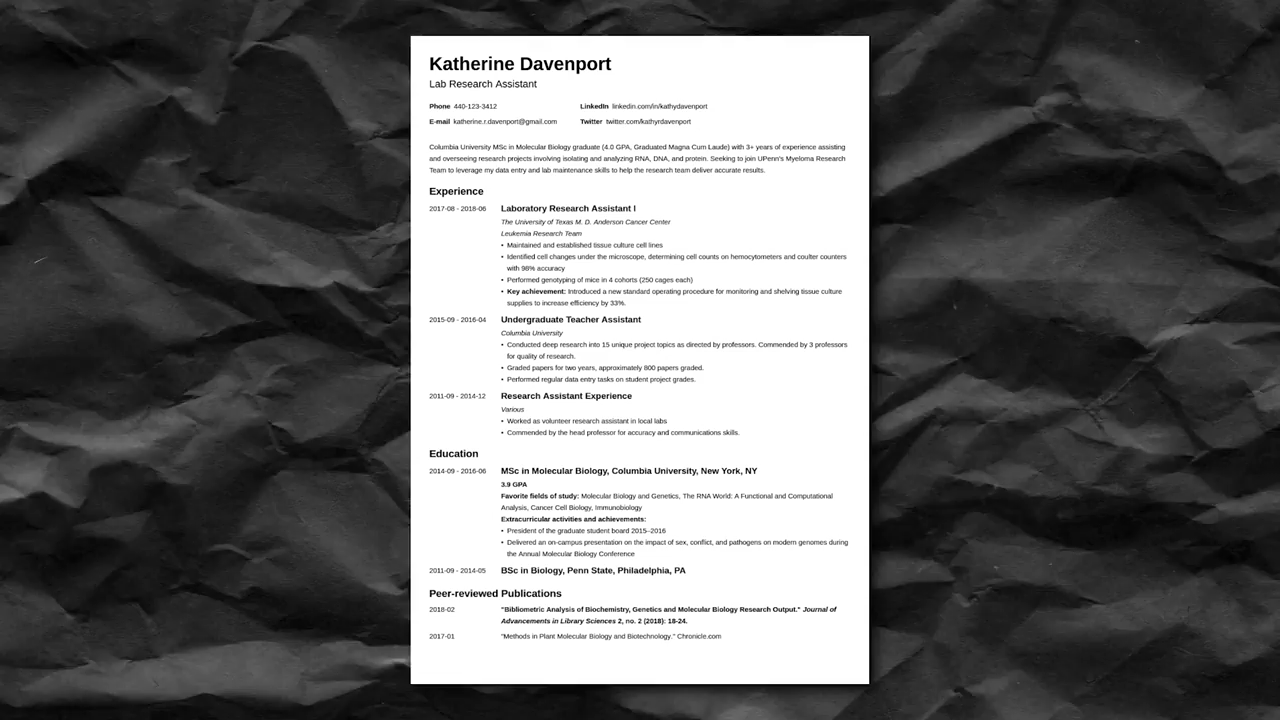 Katherine Davenport
Lab Research Assistant
Phone 440-123-3412
LinkedIn linkedin.com/in/kathydavenport
E-mail katherine.r.davenport@gmail.com
Twitter twitter.com/kathyrdavenport
Columbia University MSc in Molecular Biology graduate (4.0 GPA, Graduated Magna Cum Laude) with 3+ years of experience assisting
and overseeing research projects involving isolating and analyzing RNA, DNA, and protein. Seeking to join UPenn's Myeloma Research
Team to leverage my data entry and lab maintenance skills to help the research team deliver accurate results.
Experience
2017-08 - 2018-06 Laboratory Research Assistant I
The University of Texas M. D. Anderson Cancer Center
Leukemia Research Team
• Maintained and established tissue culture cell lines
• Identified cell changes under the microscope, determining cell counts on hemocytometers and coulter counters
with 98% accuracy
• Performed genotyping of mice in 4 cohorts (250 cages each)
• Key achievement: Introduced a new standard operating procedure for monitoring and shelving tissue culture
supplies to increase efficiency by 33%.
2015-09 - 2016-04 Undergraduate Teacher Assistant
Columbia University
• Conducted deep research into 15 unique project topics as directed by professors. Commended by 3 professors
for quality of research.
• Graded papers for two years, approximately 800 papers graded.
• Performed regular data entry tasks on student project grades.
2011-09 - 2014-12 Research Assistant Experience
Various
• Worked as volunteer research assistant in local labs
• Commended by the head professor for accuracy and communications skills.
Education
2014-09 - 2016-06 MSc in Molecular Biology, Columbia University, New York, NY
3.9 GPA
Favorite fields of study: Molecular Biology and Genetics, The RNA World: A Functional and Computational
Analysis, Cancer Cell Biology, Immunobiology
Extracurricular activities and achievements:
• President of the graduate student board 2015–2016
• Delivered an on-campus presentation on the impact of sex, conflict, and pathogens on modern genomes during
the Annual Molecular Biology Conference
2011-09 - 2014-05 BSc in Biology, Penn State, Philadelphia, PA
Peer-reviewed Publications
2018-02 "Bibliometric Analysis of Biochemistry, Genetics and Molecular Biology Research Output." Journal of
Advancements in Library Sciences 2, no. 2 (2018): 18-24.
2017-01 "Methods in Plant Molecular Biology and Biotechnology." Chronicle.com